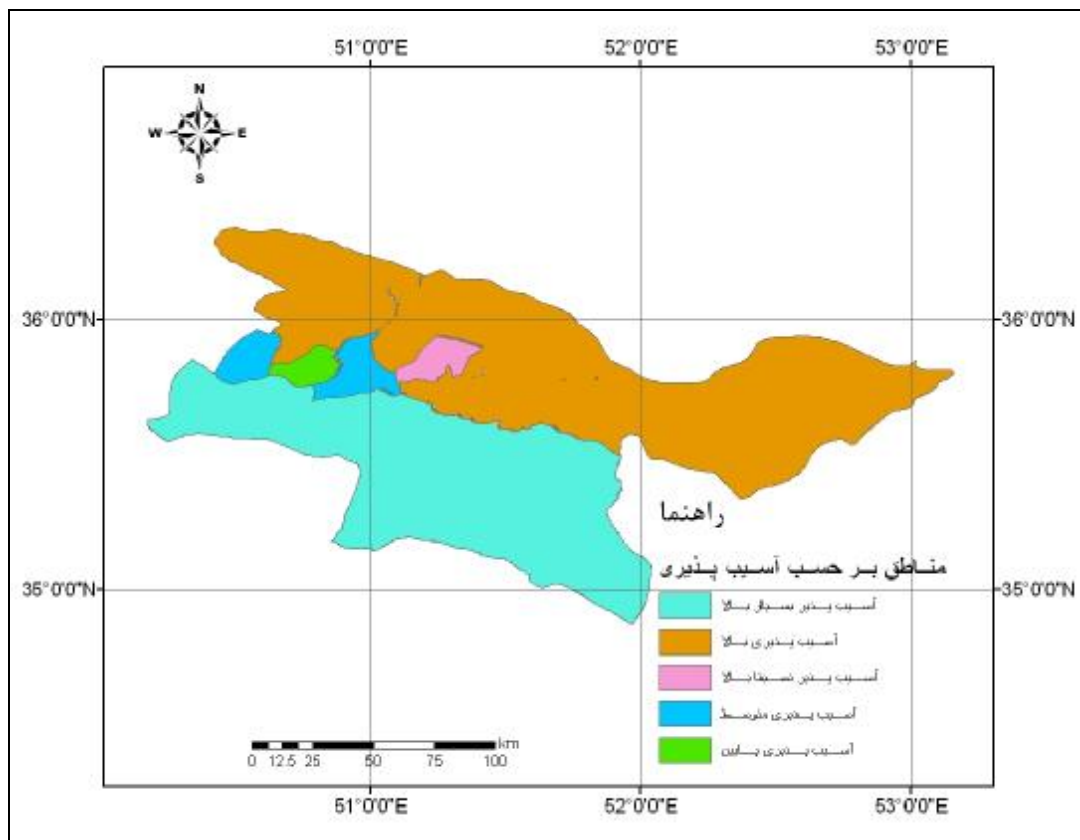 51°0'0"E 52°0'0"E 53°0'0"E
N
W E
S
36°0'0"N 36°0'0"N
35°0'0"N 35°0'0"N
راهنما
مناطق بر حسب آسیب پذیری
آسیب پذیر بسیار بالا
آسیب پذیری بالا
آسیب پذیر نسبتا بالا
آسیب پذیری متوسط
آسیب پذیری پایین
km
0 12.5 25 50 75 100
51°0'0"E 52°0'0"E 53°0'0"E